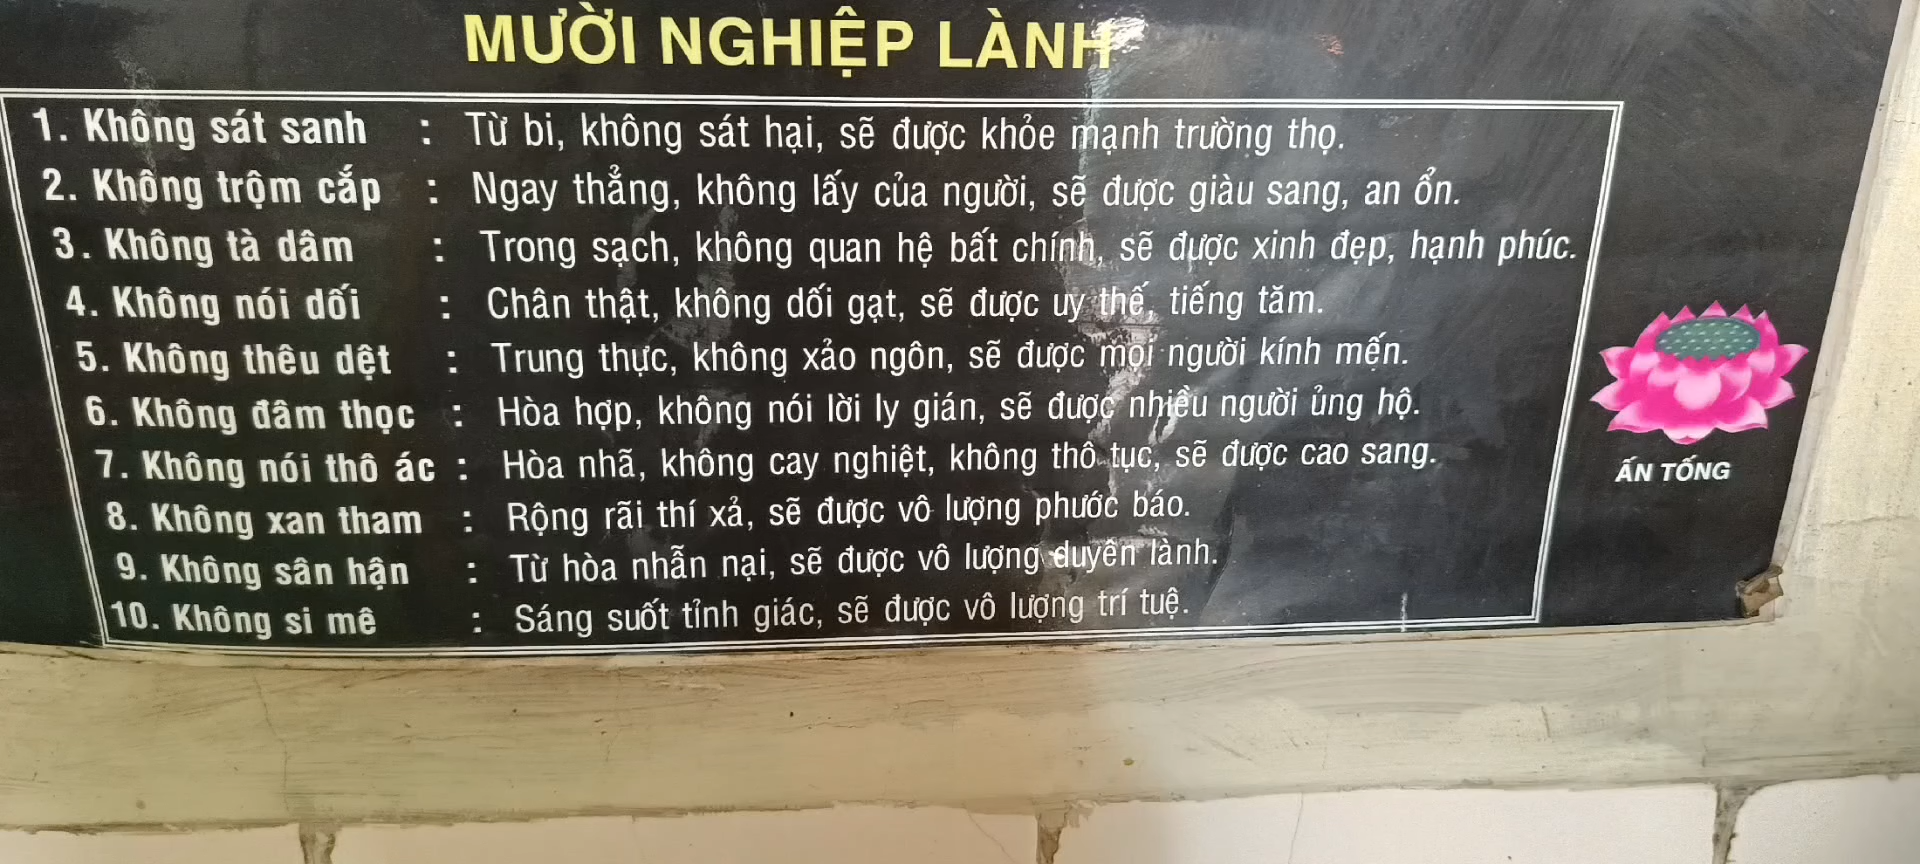 MƯỜI NGHIỆP LÀNH
1. Không sát sanh : Từ bi, không sát hại, sẽ được khỏe mạnh trường thọ.
2. Không trộm cắp : Ngay thẳng, không lấy của người, sẽ được giàu sang, an ổn.
3. Không tà dâm : Trong sạch, không quan hệ bất chính, sẽ được xinh đẹp, hạnh phúc.
4. Không nói dối : Chân thật, không dối gạt, sẽ được uy thế, tiếng tăm.
5. Không thêu dệt : Trung thực, không xảo ngôn, sẽ được mọi người kính mến.
6. Không đâm thọc : Hòa hợp, không nói lời ly gián, sẽ được nhiều người ủng hộ.
7. Không nói thô ác : Hòa nhã, không cay nghiệt, không thô tục, sẽ được cao sang.
8. Không xan tham : Rộng rãi thí xả, sẽ được vô lượng phước báo.
9. Không sân hận : Từ hòa nhẫn nại, sẽ được vô lượng duyên lành.
10. Không si mê : Sáng suốt tỉnh giác, sẽ được vô lượng trí tuệ.
ẤN TỐNG